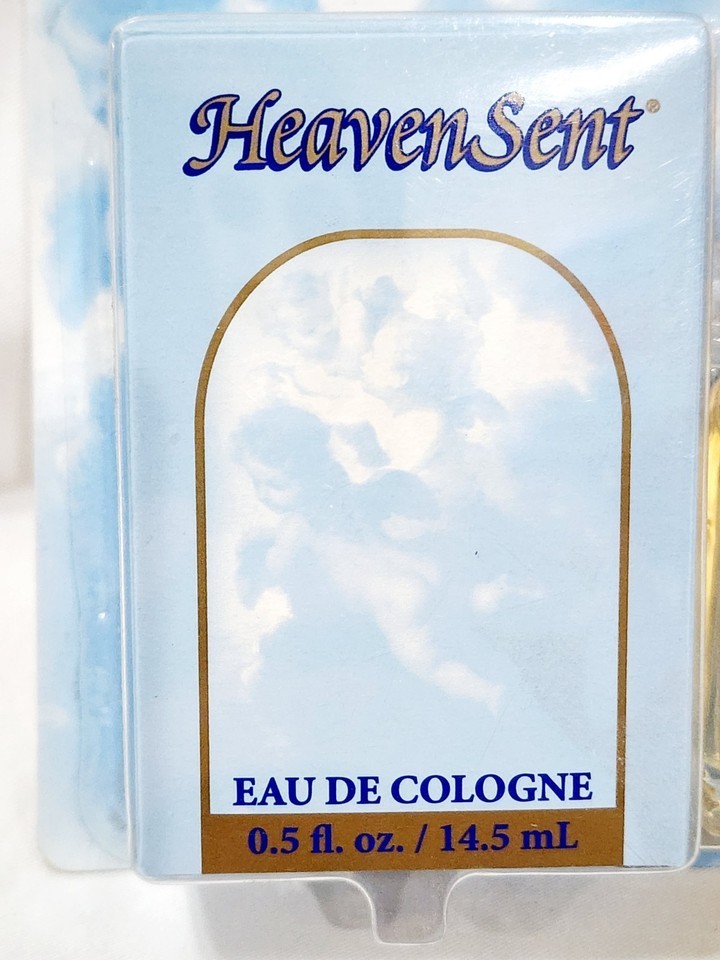 HeavenSent®
EAU DE COLOGNE
0.5 fl. oz. / 14.5 mL